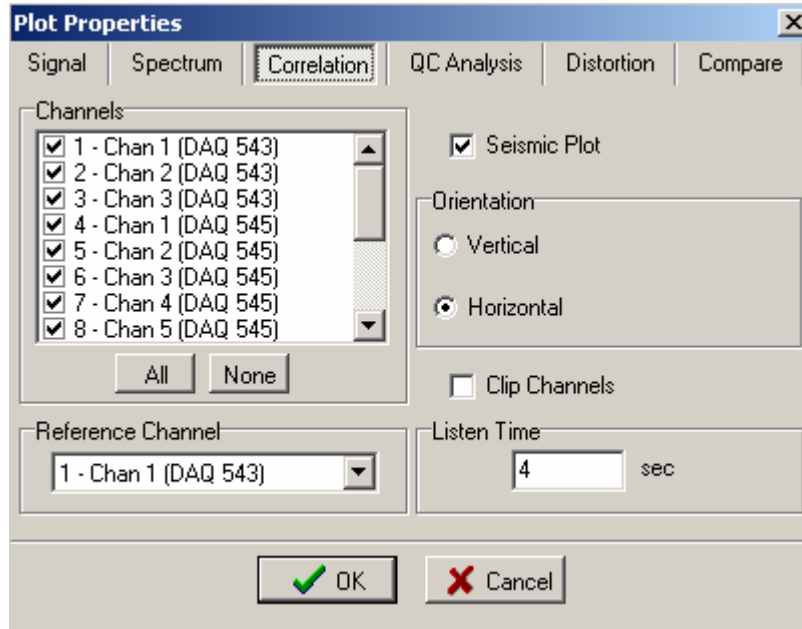 Plot Properties
Signal
Spectrum
Correlation
QC Analysis
Distortion
Compare
Channels
1 - Chan 1 (DAQ 543)
2 - Chan 2 (DAQ 543)
3 - Chan 3 (DAQ 543)
4 - Chan 1 (DAQ 545)
5 - Chan 2 (DAQ 545)
6 - Chan 3 (DAQ 545)
7 - Chan 4 (DAQ 545)
8 - Chan 5 (DAQ 545)
All
None
Seismic Plot
Orientation
Vertical
Horizontal
Clip Channels
Reference Channel
1 - Chan 1 (DAQ 543)
Listen Time
4 sec
OK
Cancel